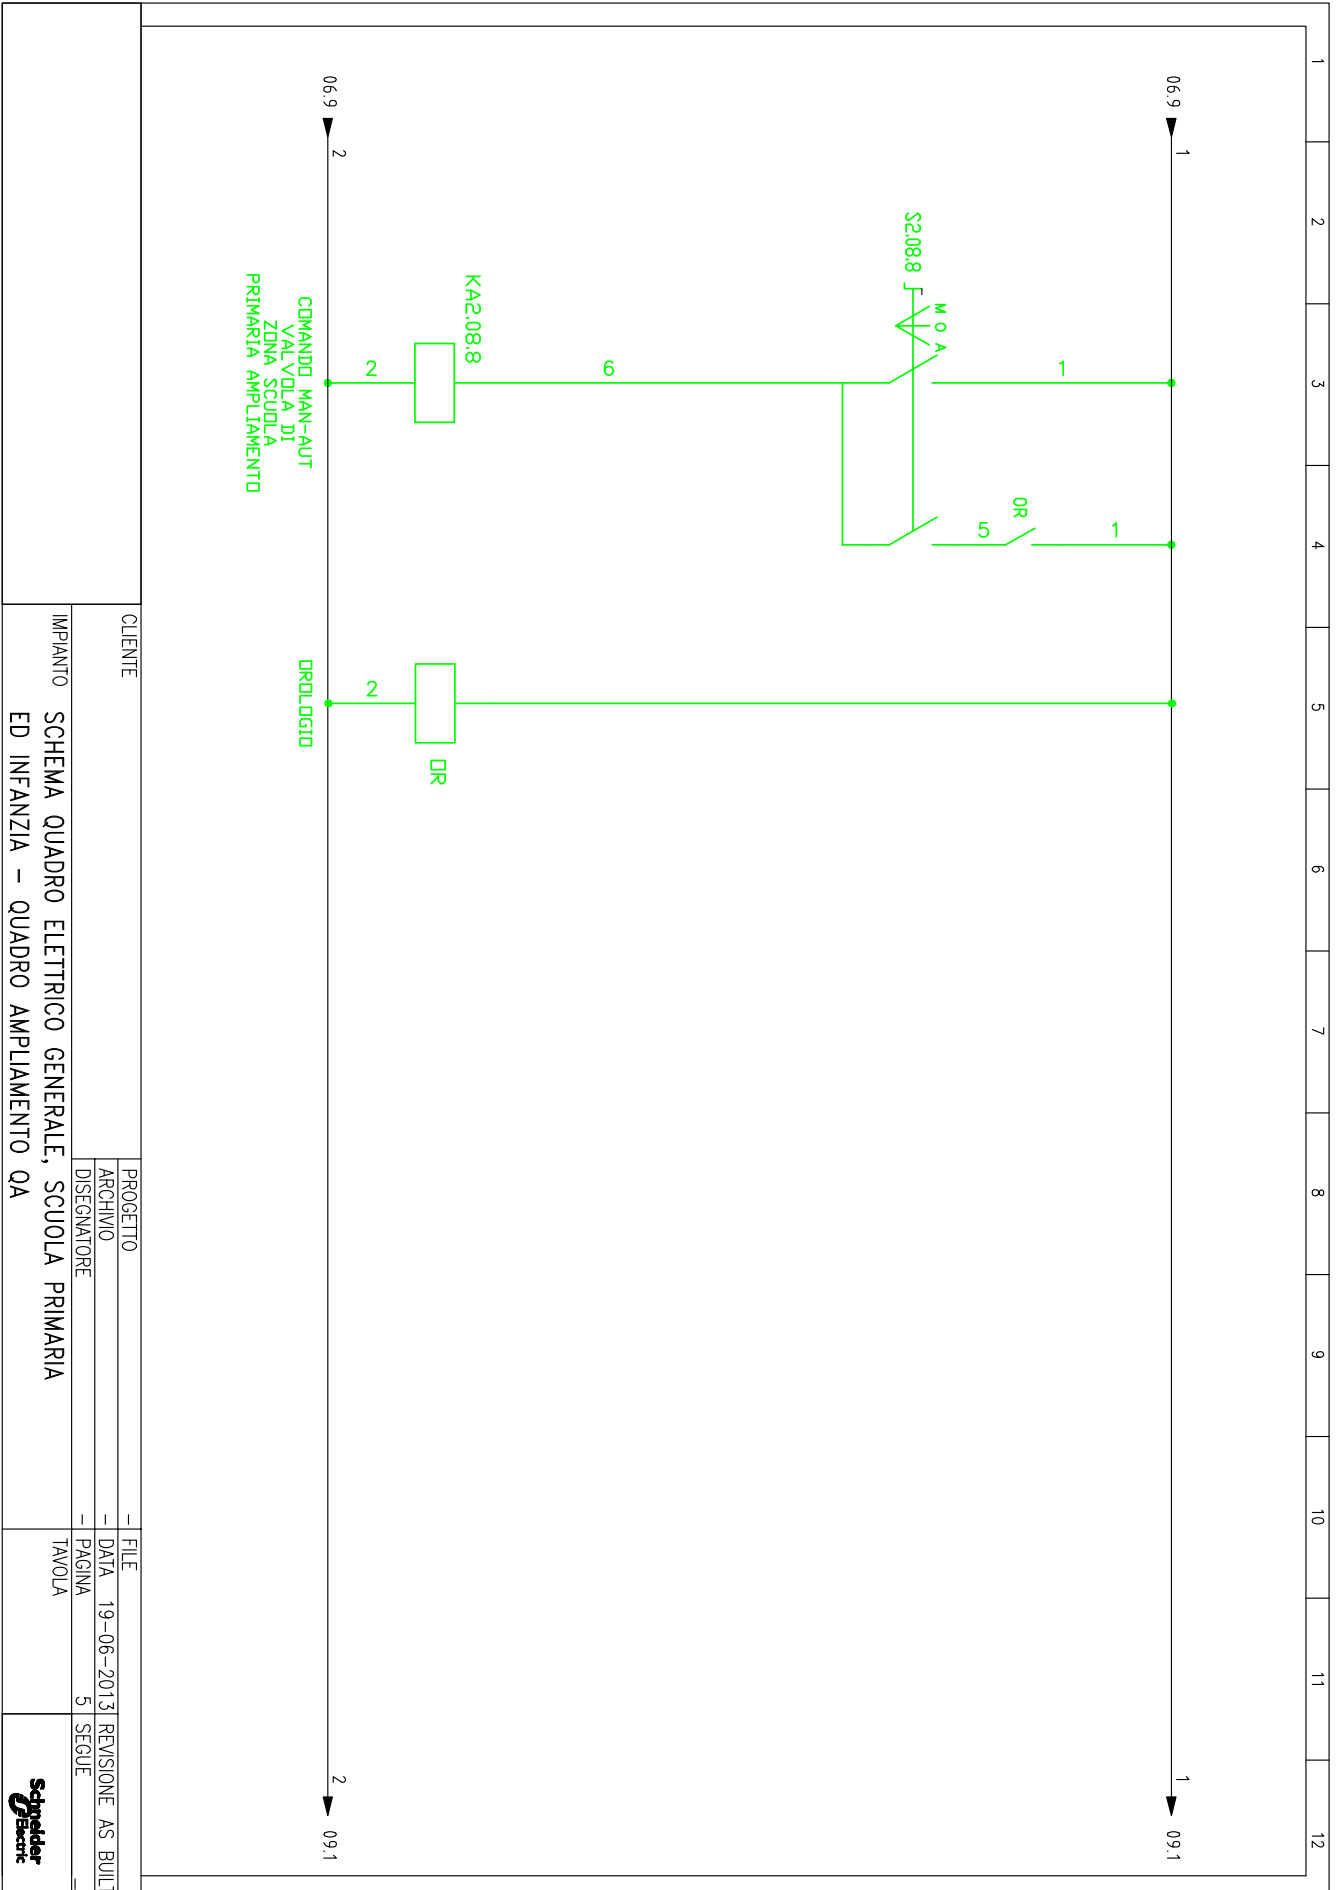 1 2 3 4 5 6 7 8 9 10 11 12
06.9 1 1 09.1
S2.08.8
M O A
1
OR
5 1
6
KA2.08.8
2
COMANDO MAN-AUT
VALVOLA DI
ZONA SCUOLA
PRIMARIA AMPLIAMENTO
OR
2
OROLOGIO
06.9 2 2 09.1
CLIENTE
PROGETTO - FILE
ARCHIVIO - DATA 19-06-2013 REVISIONE AS BUILT
DISEGNATORE - PAGINA 5 SEGUE -
IMPIANTO SCHEMA QUADRO ELETTRICO GENERALE, SCUOLA PRIMARIA
ED INFANZIA - QUADRO AMPLIAMENTO QA
TAVOLA
Schneider
Electric